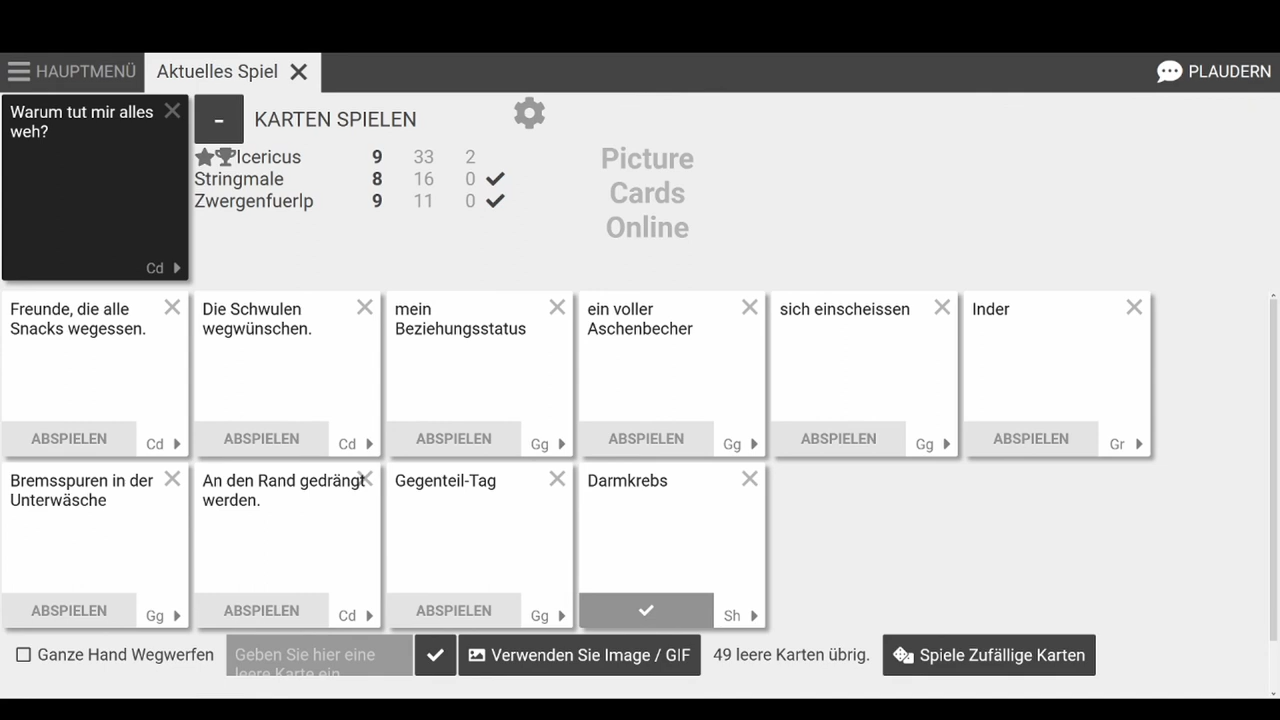 HAUPTMENÜ
Aktuelles Spiel
PLAUDERN
Warum tut mir alles
weh?
Cd
-
KARTEN SPIELEN
Icericus 9 33 2
Stringmale 8 16 0
Zwergenfuerlp 9 11 0
Picture
Cards
Online
Freunde, die alle
Snacks wegessen.
ABSPIELEN
Cd
Die Schwulen
wegwünschen.
ABSPIELEN
Cd
mein
Beziehungsstatus
ABSPIELEN
Gg
ein voller
Aschenbecher
ABSPIELEN
Gg
sich einscheissen
ABSPIELEN
Gg
Inder
ABSPIELEN
Gr
Bremsspuren in der
Unterwäsche
ABSPIELEN
Gg
An den Rand gedrängt
werden.
ABSPIELEN
Cd
Gegenteil-Tag
ABSPIELEN
Gg
Darmkrebs
Sh
Ganze Hand Wegwerfen
Geben Sie hier eine
leere Karte ein
Verwenden Sie Image / GIF
49 leere Karten übrig.
Spiele Zufällige Karten